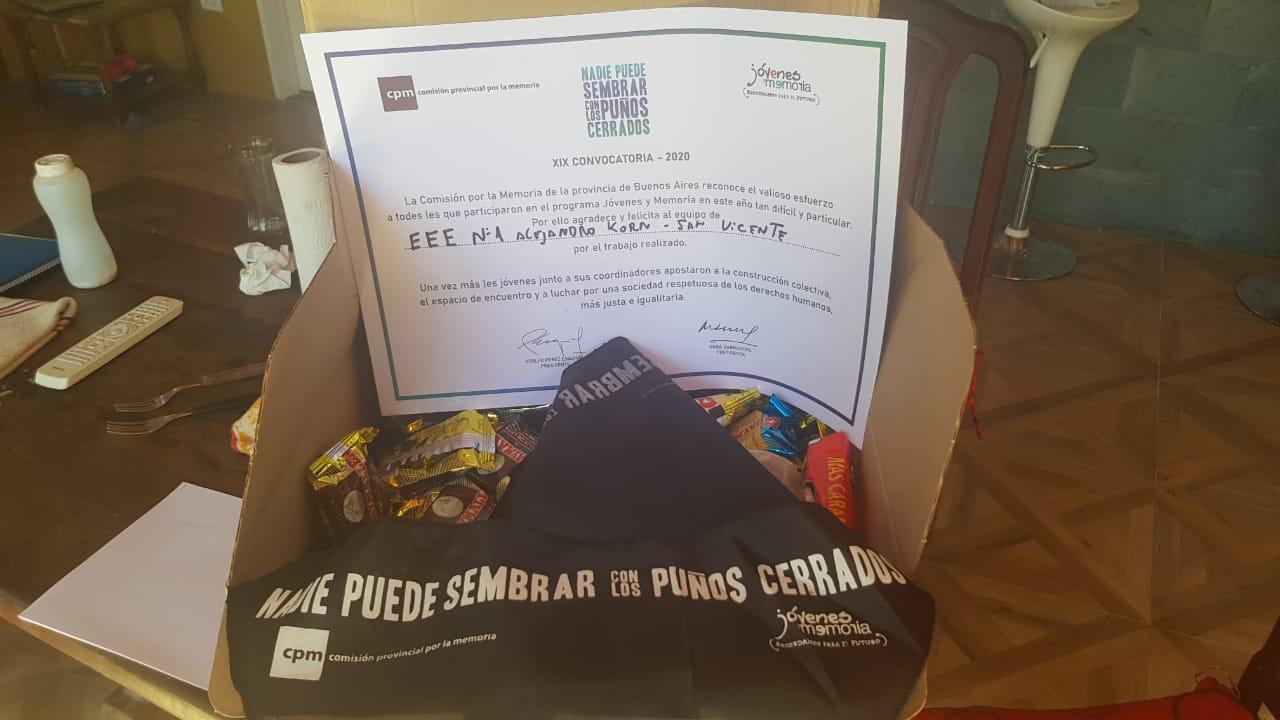 cpm comisión provincial por la memoria
NADIE PUEDE
SEMBRAR
CON
LOS PUÑOS
CERRADOS
jóvenes
y memoria
(RECORDAMOS PARA EL FUTURO)
XIX CONVOCATORIA - 2020
La Comisión por la Memoria de la provincia de Buenos Aires reconoce el valioso esfuerzo
a todes les que participaron en el programa Jóvenes y Memoria en este año tan difícil y particular.
Por ello agradece y felicita al equipo de
EEE Nº1 ALEJANDRO KORN - SAN VICENTE
por el trabajo realizado.
Una vez más les jóvenes junto a sus coordinadores apostaron a la construcción colectiva,
el espacio de encuentro y a luchar por una sociedad respetuosa de los derechos humanos,
más justa e igualitaria.
ADOLFO PEREZ
PRESIDENTE
DORA BARRANCOS
PRESIDENTA
SEMBRAR
MAS CARA
NADIE PUEDE SEMBRAR CON LOS PUÑOS CERRADOS
cpm comisión provincial por la memoria
jóvenes
y memoria
(RECORDAMOS PARA EL FUTURO)